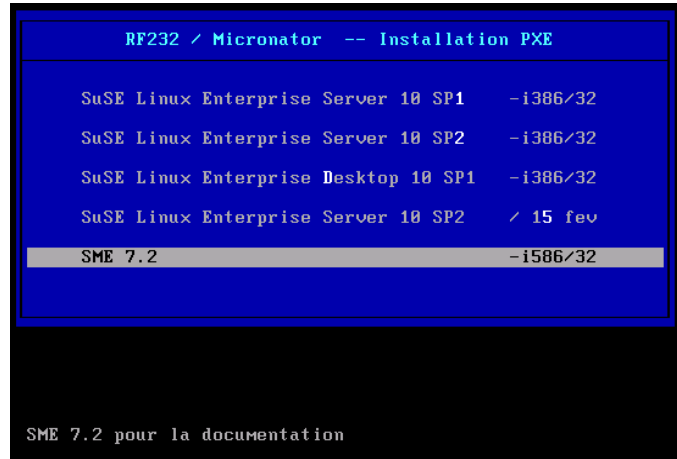 RF232 / Micronator -- Installation PXE
SuSE Linux Enterprise Server 10 SP1 -i386/32
SuSE Linux Enterprise Server 10 SP2 -i386/32
SuSE Linux Enterprise Desktop 10 SP1 -i386/32
SuSE Linux Enterprise Server 10 SP2 / 15 fev
SME 7.2 -i586/32
SME 7.2 pour la documentation